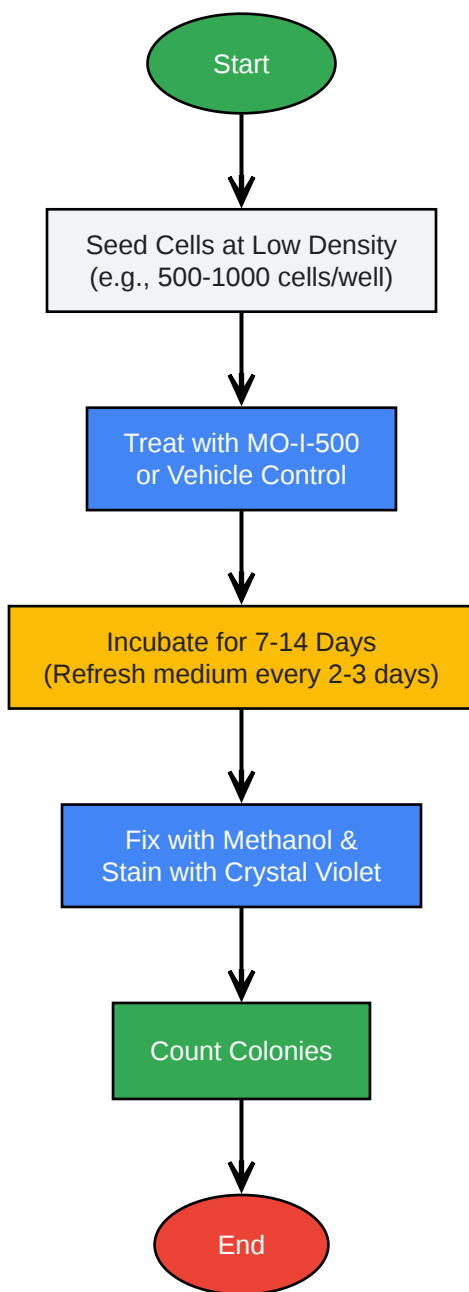 Start
Seed Cells at Low Density
(e.g., 500-1000 cells/well)
Treat with MO-I-500
or Vehicle Control
Incubate for 7-14 Days
(Refresh medium every 2-3 days)
Fix with Methanol &
Stain with Crystal Violet
Count Colonies
End